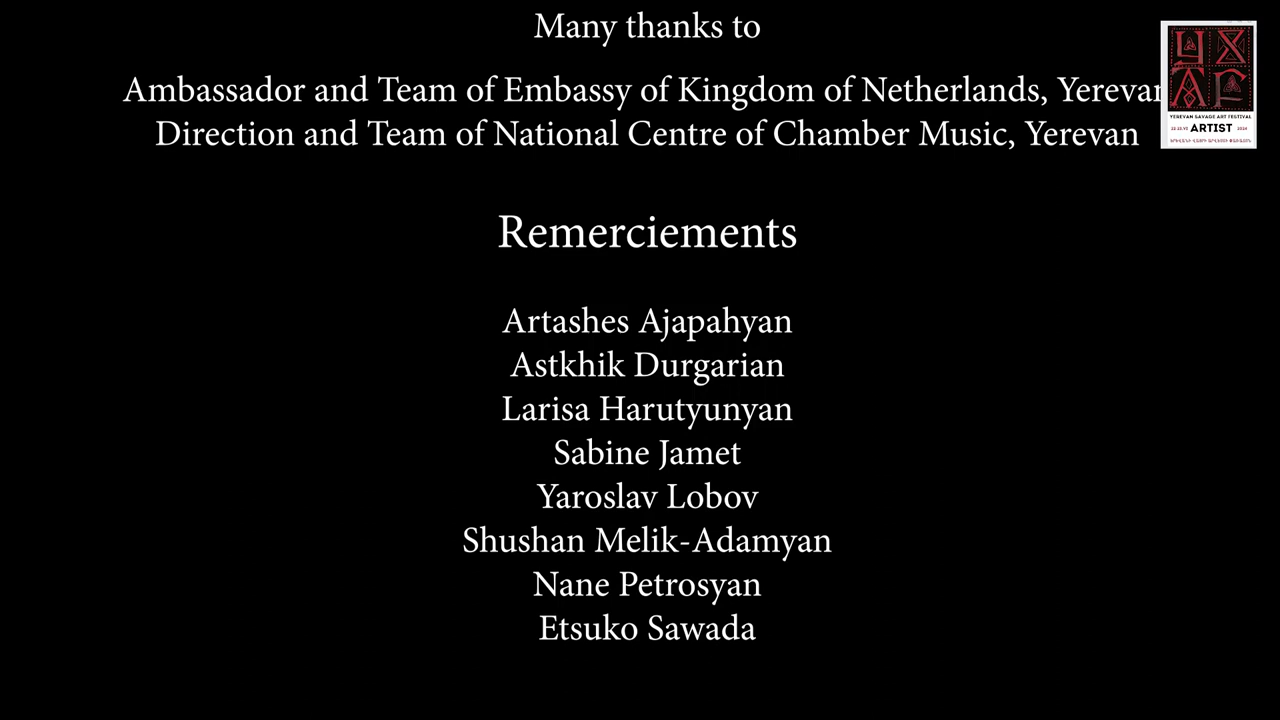 Many thanks to
Ambassador and Team of Embassy of Kingdom of Netherlands, Yerevan
Direction and Team of National Centre of Chamber Music, Yerevan
YXAF
YEREVAN SAVAGE ART FESTIVAL
ARTIST 2024
Remerciements
Artashes Ajapahyan
Astkhik Durgarian
Larisa Harutyunyan
Sabine Jamet
Yaroslav Lobov
Shushan Melik-Adamyan
Nane Petrosyan
Etsuko Sawada